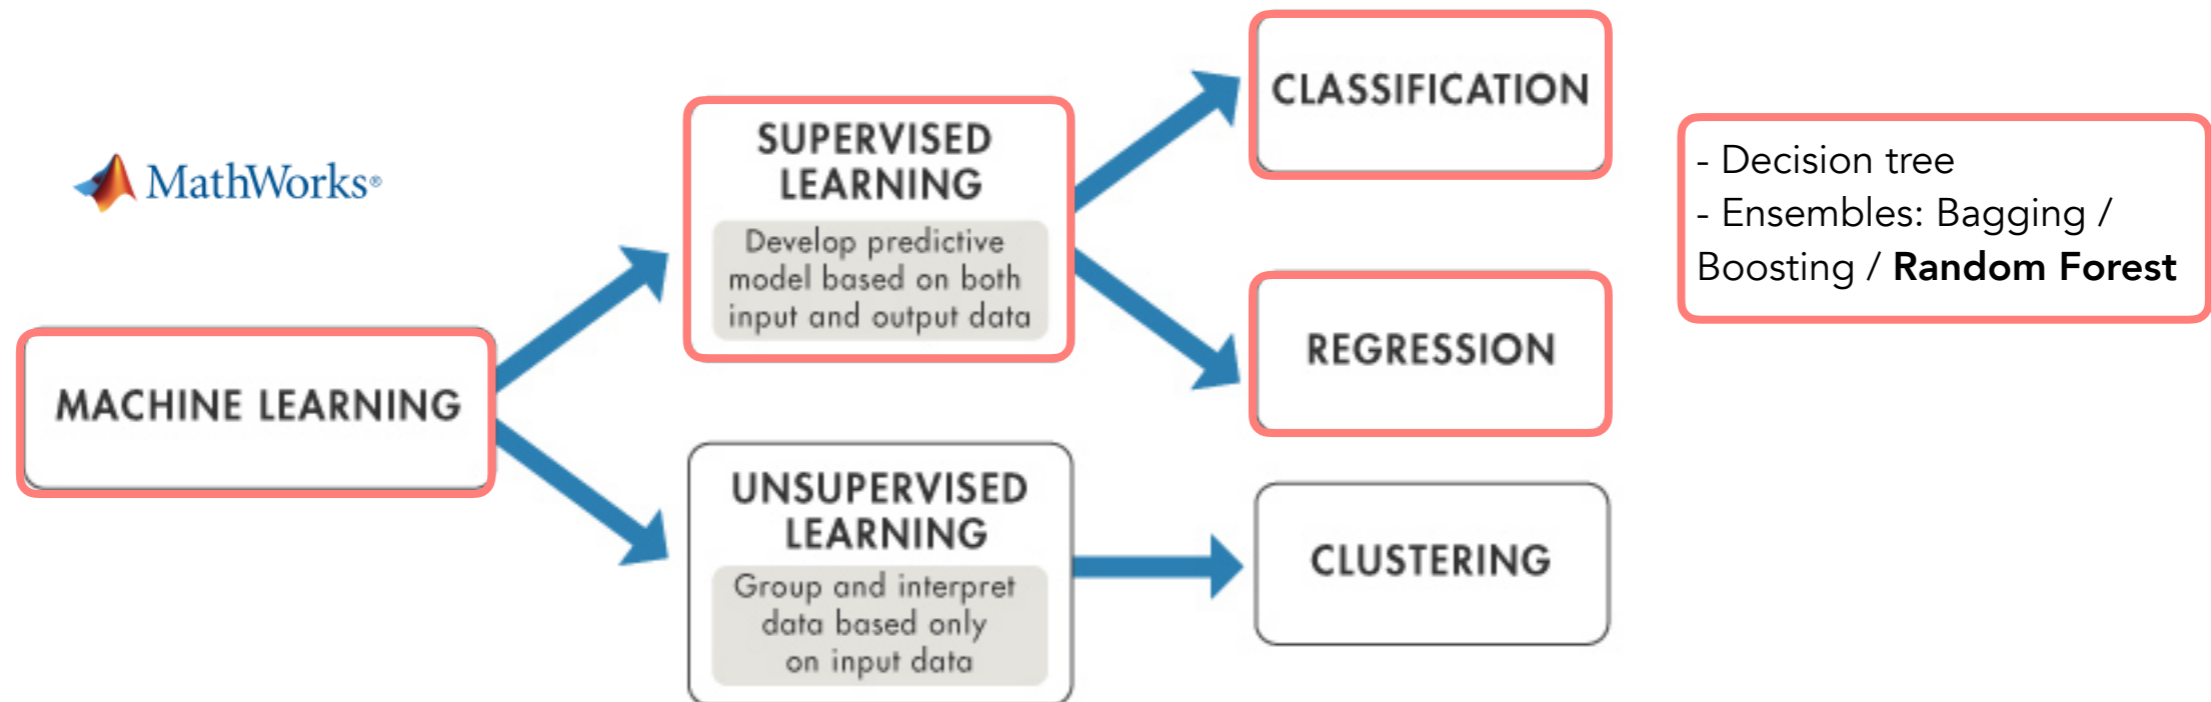 MathWorks®
MACHINE LEARNING
SUPERVISED
LEARNING
Develop predictive
model based on both
input and output data
UNSUPERVISED
LEARNING
Group and interpret
data based only
on input data
CLASSIFICATION
REGRESSION
CLUSTERING
- Decision tree
- Ensembles: Bagging /
Boosting / Random Forest